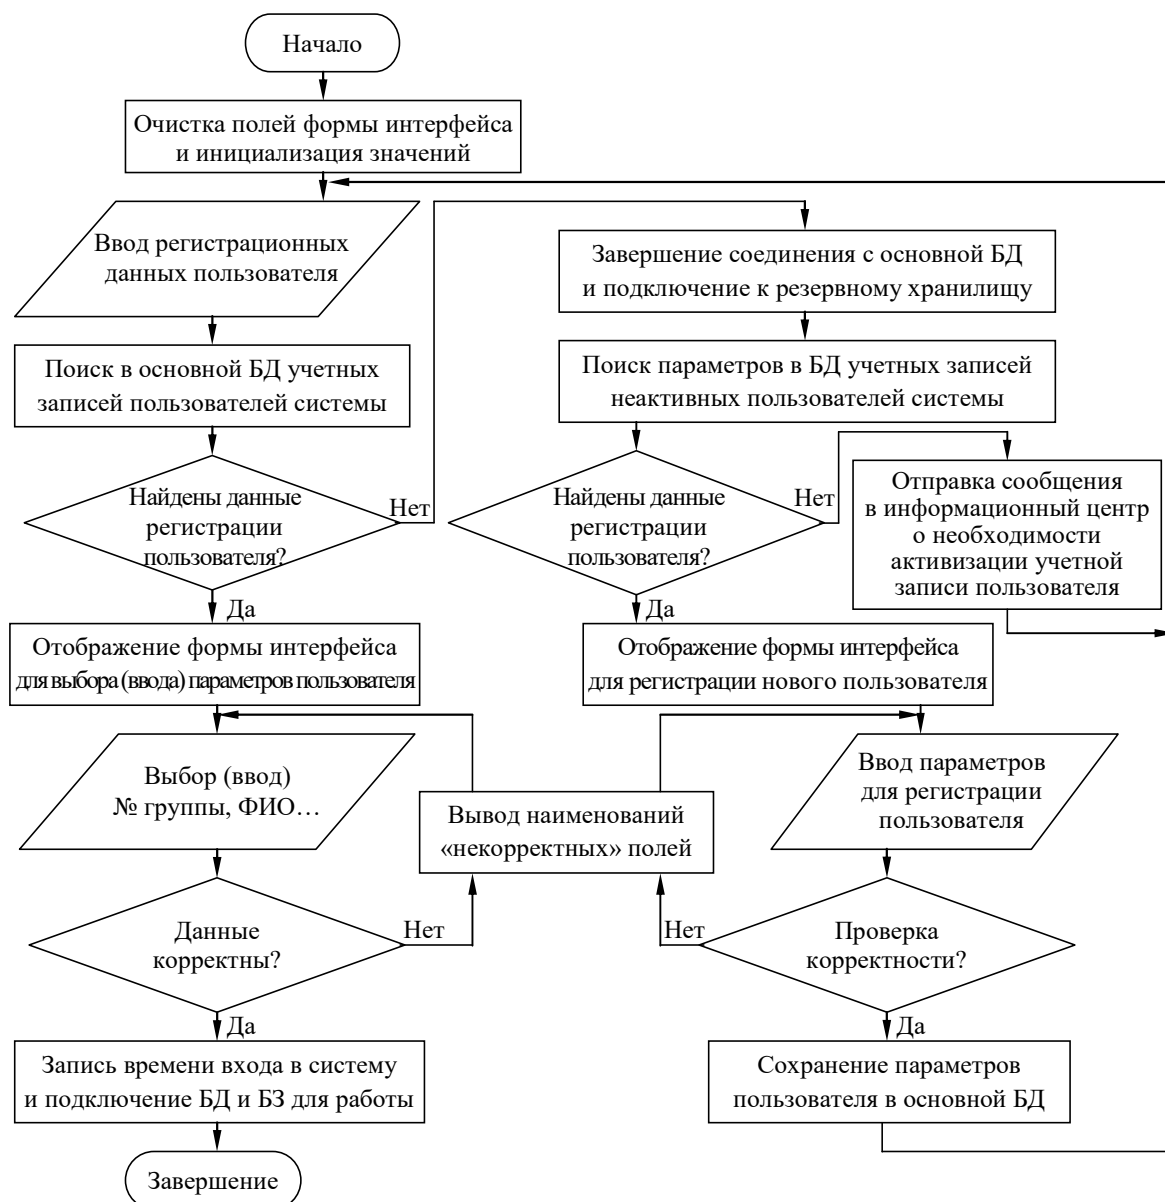 Начало
Очистка полей формы интерфейса
и инициализация значений
Ввод регистрационных
данных пользователя
Завершение соединения с основной БД
и подключение к резервному хранилищу
Поиск в основной БД учетных
записей пользователей системы
Поиск параметров в БД учетных записей
неактивных пользователей системы
Найдены данные
регистрации
пользователя?
Нет
Да
Найдены данные
регистрации
пользователя?
Нет
Да
Отправка сообщения
в информационный центр
о необходимости
активизации учетной
записи пользователя
Отображение формы интерфейса
для выбора (ввода) параметров пользователя
Отображение формы интерфейса
для регистрации нового пользователя
Выбор (ввод)
№ группы, ФИО…
Вывод наименований
«некорректных» полей
Ввод параметров
для регистрации
пользователя
Данные
корректны?
Нет
Да
Нет
Проверка
корректности?
Да
Запись времени входа в систему
и подключение БД и БЗ для работы
Сохранение параметров
пользователя в основной БД
Завершение